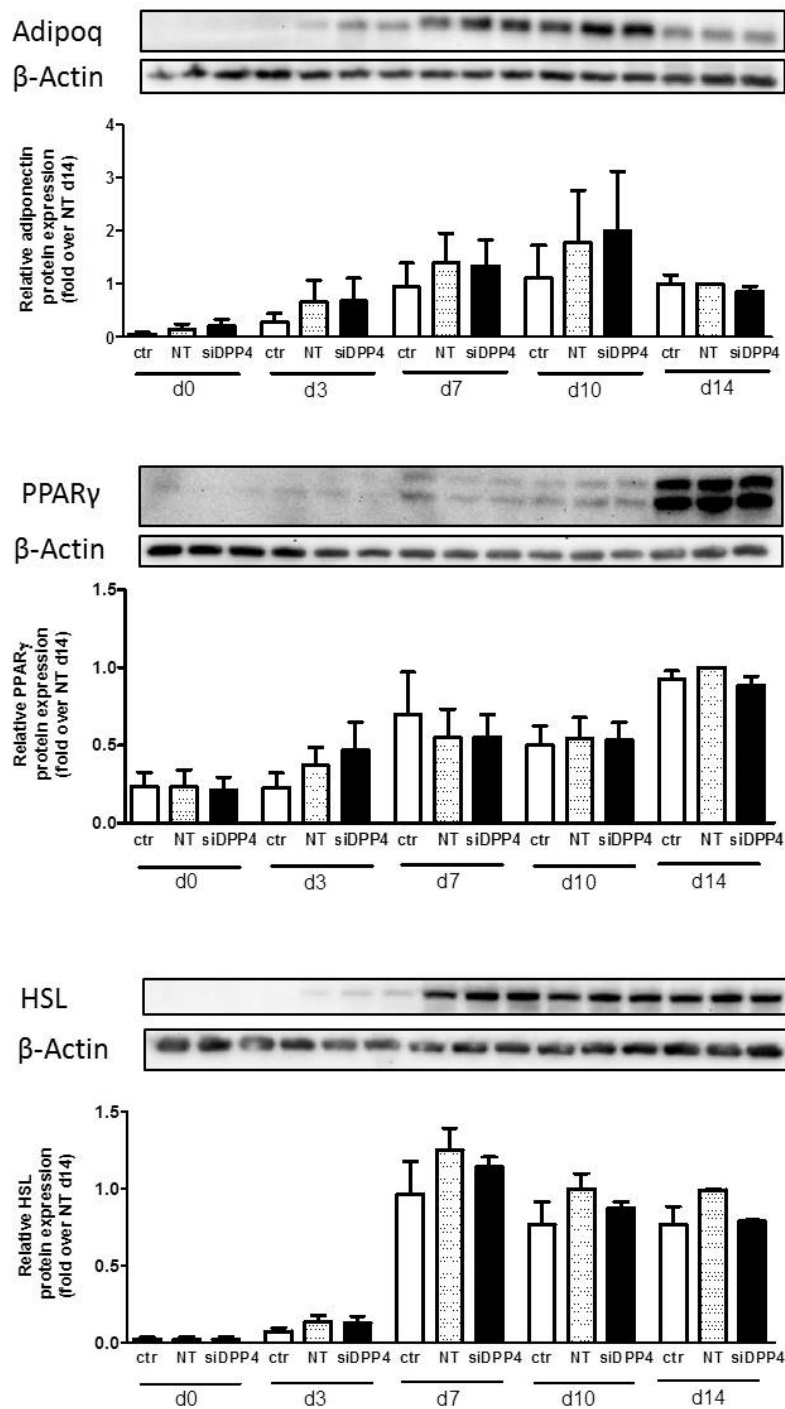 Adipoq
β-Actin
Relative adiponectin
protein expression
(fold over NT d14)
4
3
2
1
0
ctr NT siDPP4 ctr NT siDPP4 ctr NT siDPP4 ctr NT siDPP4 ctr NT siDPP4
d0 d3 d7 d10 d14
PPARγ
β-Actin
Relative PPARγ
protein expression
(fold over NT d14)
1.5
1.0
0.5
0.0
ctr NT siDPP4 ctr NT siDPP4 ctr NT siDPP4 ctr NT siDPP4 ctr NT siDPP4
d0 d3 d7 d10 d14
HSL
β-Actin
Relative HSL
protein expression
(fold over NT d14)
1.5
1.0
0.5
0.0
ctr NT siDPP4 ctr NT siDPP4 ctr NT siDPP4 ctr NT siDPP4 ctr NT siDPP4
d0 d3 d7 d10 d14